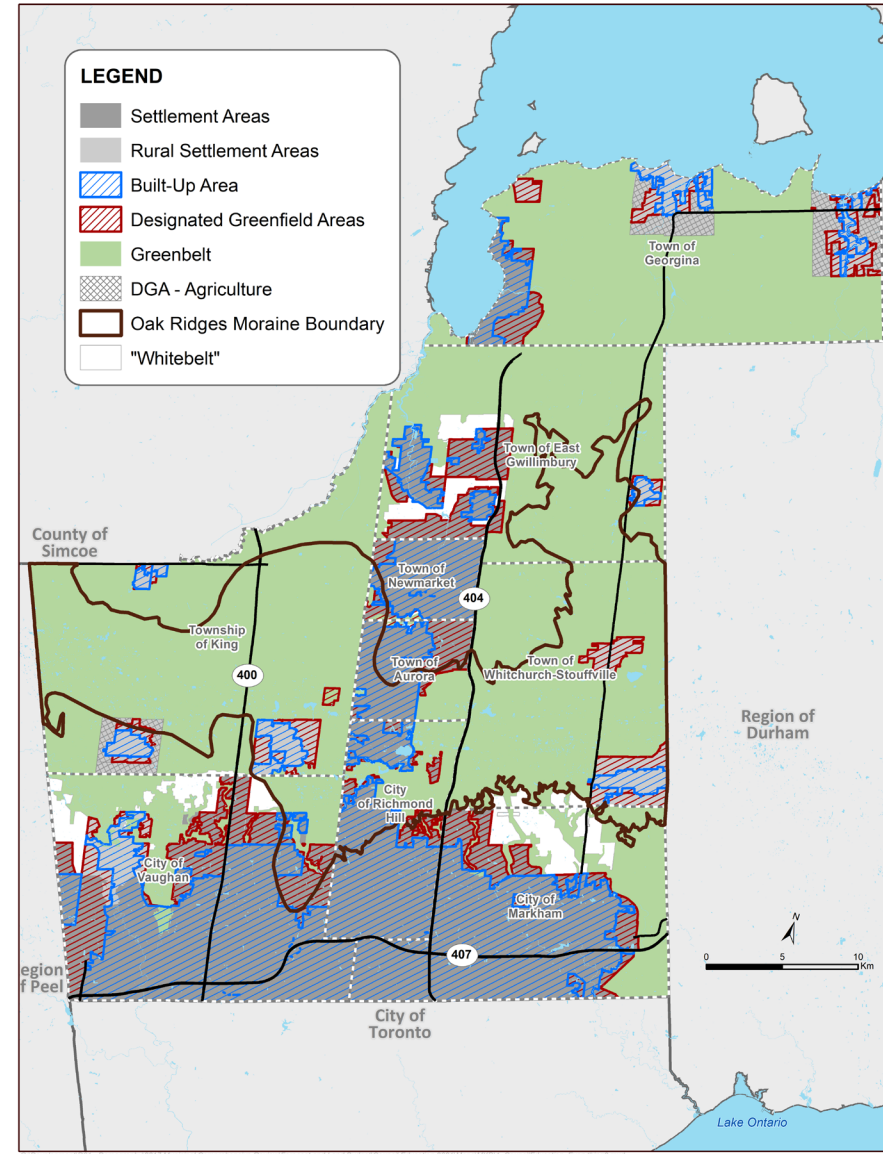 LEGEND
Settlement Areas
Rural Settlement Areas
Built-Up Area
Designated Greenfield Areas
Greenbelt
DGA - Agriculture
Oak Ridges Moraine Boundary
"Whitebelt"
Town of
Georgina
Town of East
Gwillimbury
County of
Simcoe
Town of
Newmarket
404
Township
of King
Town of
Aurora
Town of
Whitchurch-Stouffville
400
Region of
Durham
City
of Richmond
Hill
City of
Vaughan
City of
Markham
N
407
0 5 10
Km
egion
f Peel
City of
Toronto
Lake Ontario